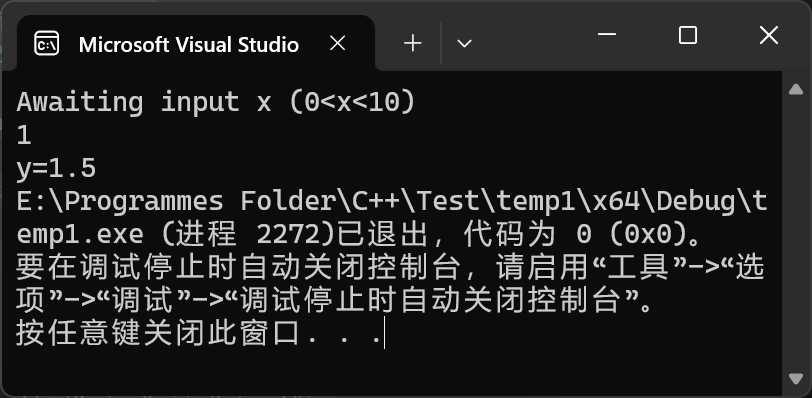 Microsoft Visual Studio
Awaiting input x (0<x<10)
1
y=1.5
E:\Programmes Folder\C++\Test\temp1\x64\Debug\t
emp1.exe (进程 2272)已退出，代码为 0 (0x0)。
要在调试停止时自动关闭控制台，请启用“工具”->“选
项”->“调试”->“调试停止时自动关闭控制台”。
按任意键关闭此窗口. . .